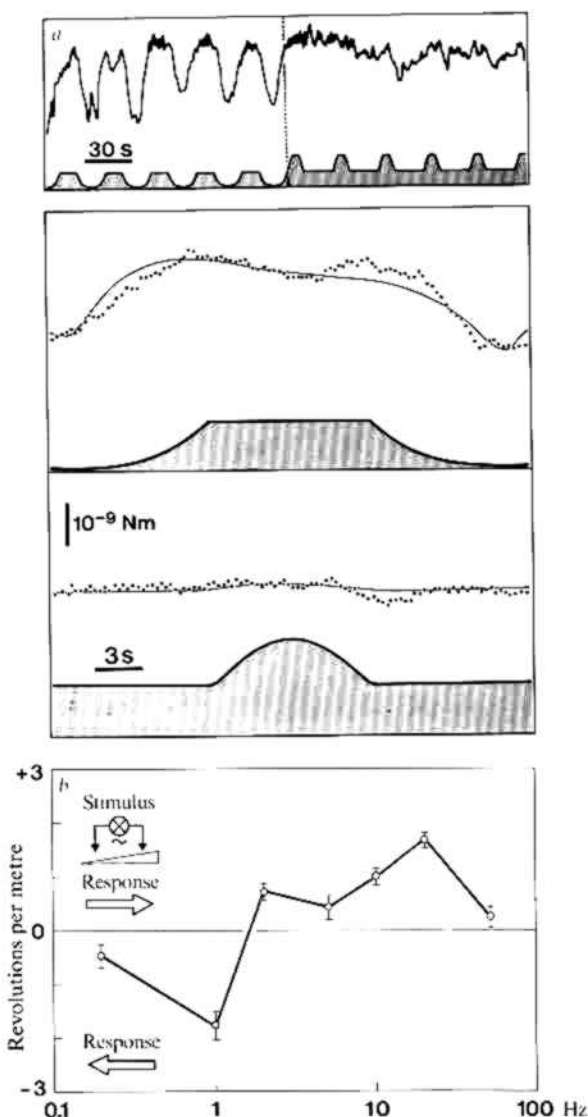 a
30 s
10⁻⁹ Nm
3 s
+3
b
Stimulus
~
Response
Revolutions per metre
0
Response
−3
0.1 1 10 100 Hz